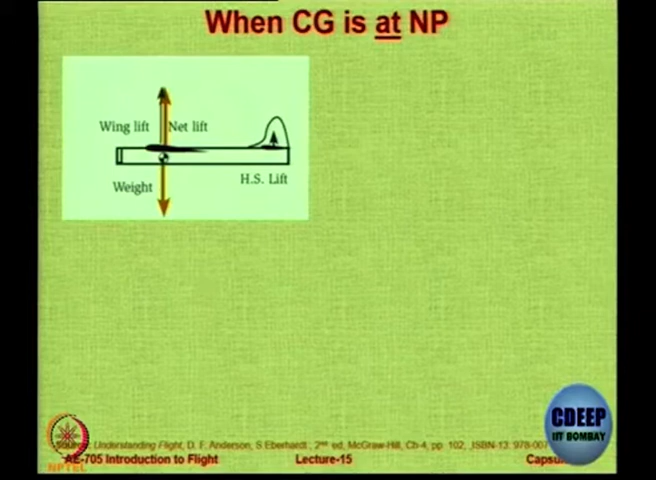 When CG is at NP
Wing lift
Net lift
Weight
H.S. Lift
CDEEP
IIT BOMBAY
Source: Understanding Flight, D. F. Anderson, S Eberhardt, 2nd ed, McGraw-Hill, Ch-4, pp 102, ISBN-13: 978-007
AE-705 Introduction to Flight
Lecture-15
Capsu
NPTEL